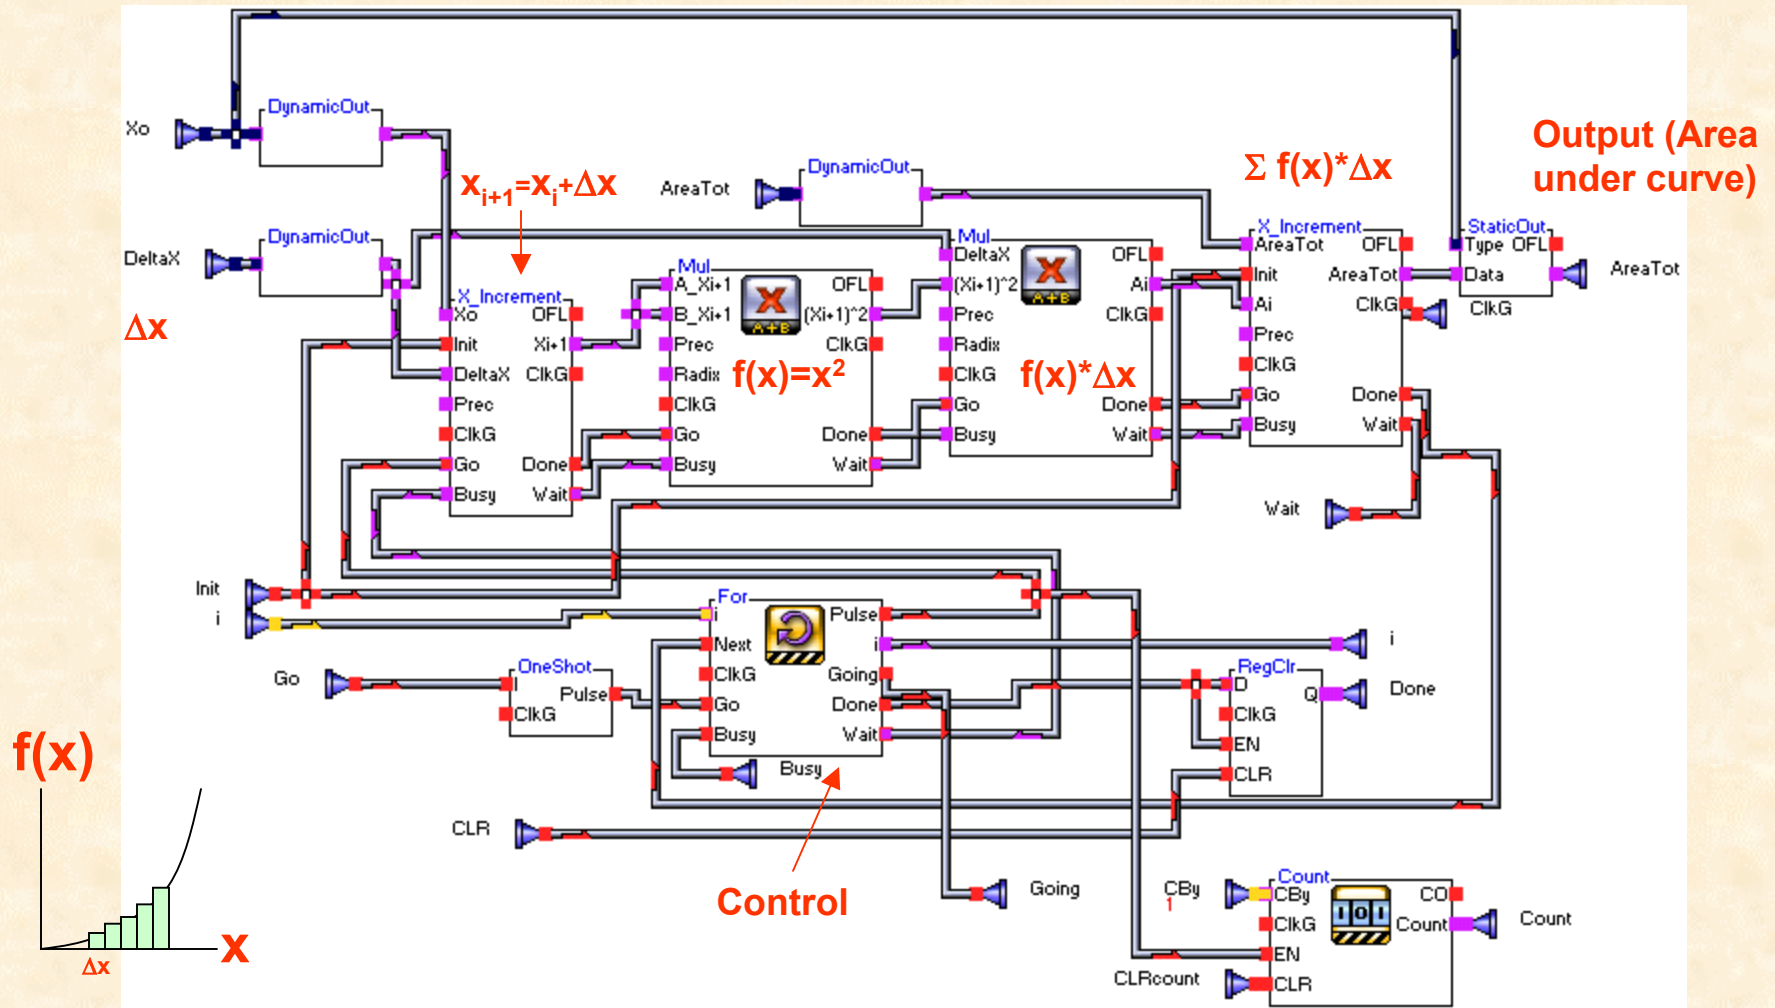 Xo
DynamicOut
DeltaX
DynamicOut
Δx
x_{i+1}=x_i+Δx
X_Increment
Xo
OFL
Init
Xi+1
DeltaX
ClkG
Prec
ClkG
Go
Done
Busy
Wait
Mul
A_Xi+1
OFL
B_Xi+1
(Xi+1)^2
Prec
ClkG
Radix
ClkG
Go
Done
Busy
Wait
X
A+B
f(x)=x²
AreaTot
DynamicOut
Mul
DeltaX
OFL
(Xi+1)^2
Ai
Prec
ClkG
Radix
ClkG
Go
Done
Busy
Wait
X
A+B
f(x)*Δx
Σ f(x)*Δx
X_Increment
AreaTot
OFL
Init
AreaTot
Ai
ClkG
Prec
ClkG
Go
Done
Busy
Wait
Output (Area
under curve)
StaticOut
Type OFL
Data
ClkG
AreaTot
Wait
Init
i
For
i
Pulse
Next
i
ClkG
Going
Go
Done
Busy
Wait
Go
OneShot
I
Pulse
ClkG
Busy
i
RegClr
D
Q
ClkG
EN
CLR
Done
CLR
Control
Going
CBy
1
Count
CBy
CO
ClkG
Count
EN
CLR
101
Count
CLRcount
f(x)
Δx
x